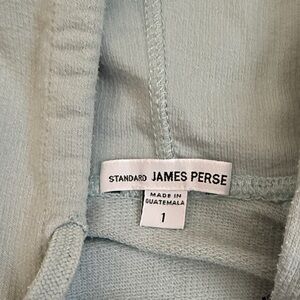 STANDARD JAMES PERSE
MADE IN
GUATEMALA
1